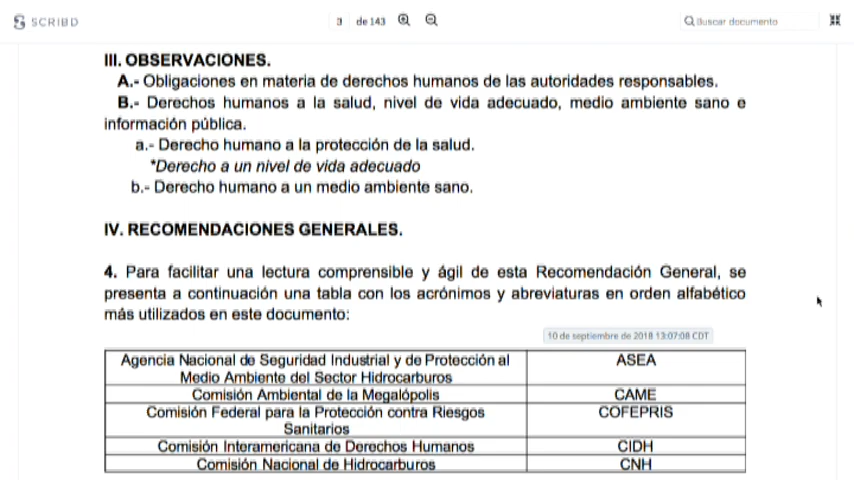 SCRIBD
3 de 143
Buscar documento
III. OBSERVACIONES.
A.- Obligaciones en materia de derechos humanos de las autoridades responsables.
B.- Derechos humanos a la salud, nivel de vida adecuado, medio ambiente sano e
información pública.
a.- Derecho humano a la protección de la salud.
*Derecho a un nivel de vida adecuado
b.- Derecho humano a un medio ambiente sano.
IV. RECOMENDACIONES GENERALES.
4. Para facilitar una lectura comprensible y ágil de esta Recomendación General, se
presenta a continuación una tabla con los acrónimos y abreviaturas en orden alfabético
más utilizados en este documento:
10 de septiembre de 2018 13:07:08 CDT
Agencia Nacional de Seguridad Industrial y de Protección al ASEA
Medio Ambiente del Sector Hidrocarburos
Comisión Ambiental de la Megalópolis CAME
Comisión Federal para la Protección contra Riesgos COFEPRIS
Sanitarios
Comisión Interamericana de Derechos Humanos CIDH
Comisión Nacional de Hidrocarburos CNH